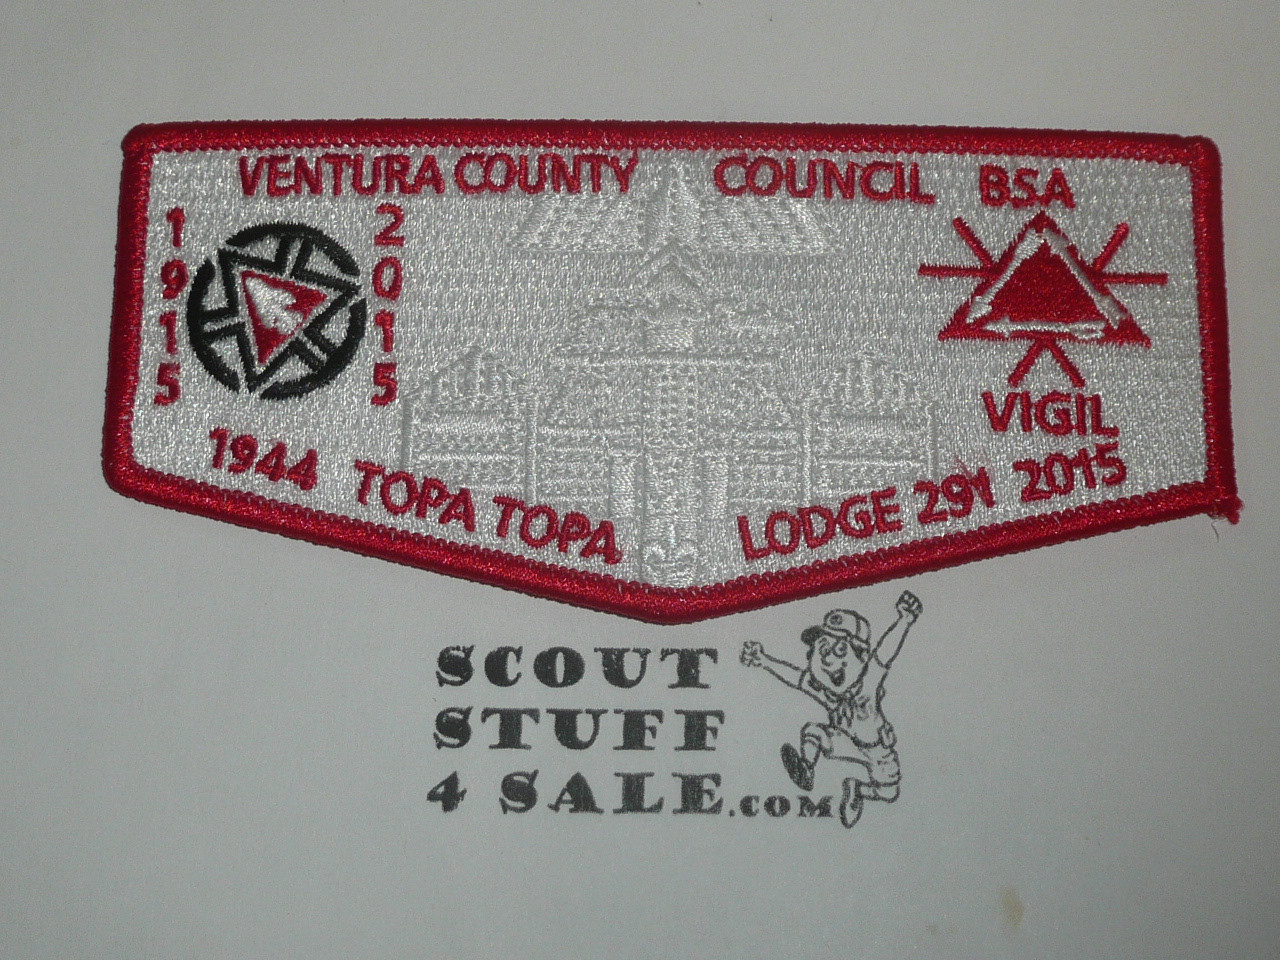 VENTURA COUNTY COUNCIL BSA
1915
2015
VIGIL
1944 TOPA TOPA LODGE 291 2015
SCOUT
STUFF
4 SALE.COM